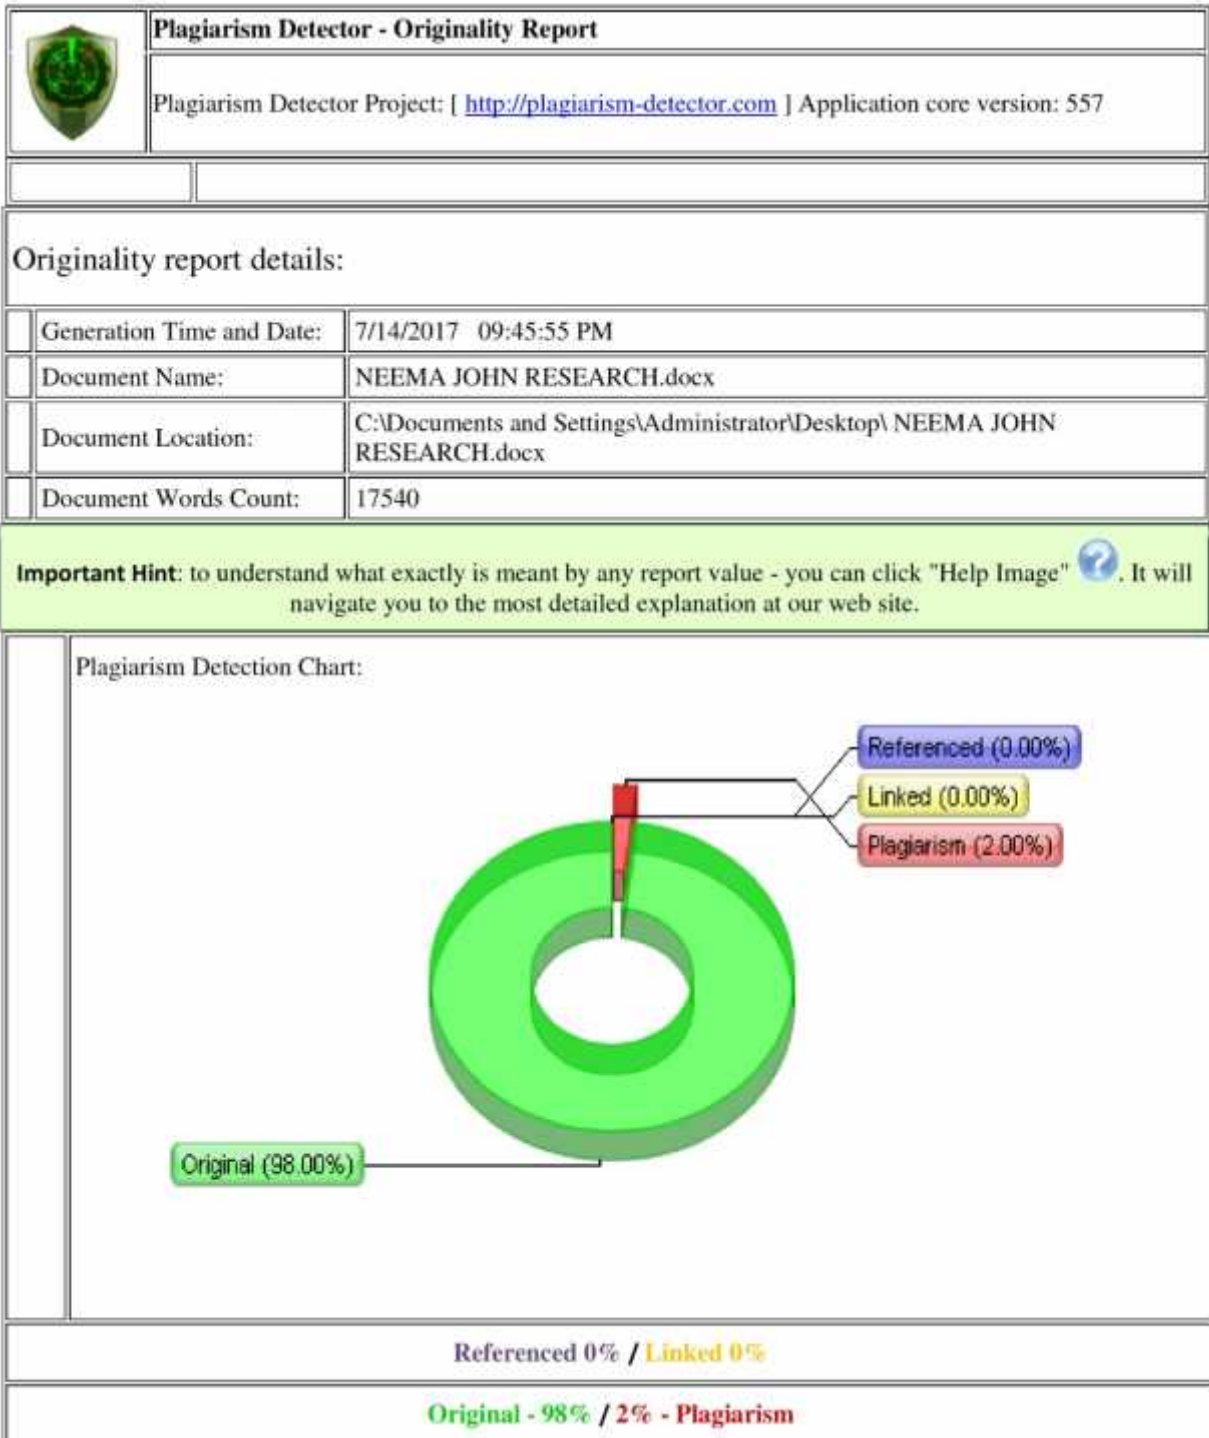 Plagiarism Detector - Originality Report
Plagiarism Detector Project: [ http://plagiarism-detector.com ] Application core version: 557
Originality report details:
Generation Time and Date: 7/14/2017 09:45:55 PM
Document Name: NEEMA JOHN RESEARCH.docx
Document Location: C:\Documents and Settings\Administrator\Desktop\ NEEMA JOHN
RESEARCH.docx
Document Words Count: 17540
Important Hint: to understand what exactly is meant by any report value - you can click "Help Image" ?. It will
navigate you to the most detailed explanation at our web site.
Plagiarism Detection Chart:
Referenced (0.00%)
Linked (0.00%)
Plagiarism (2.00%)
Original (98.00%)
Referenced 0% / Linked 0%
Original - 98% / 2% - Plagiarism